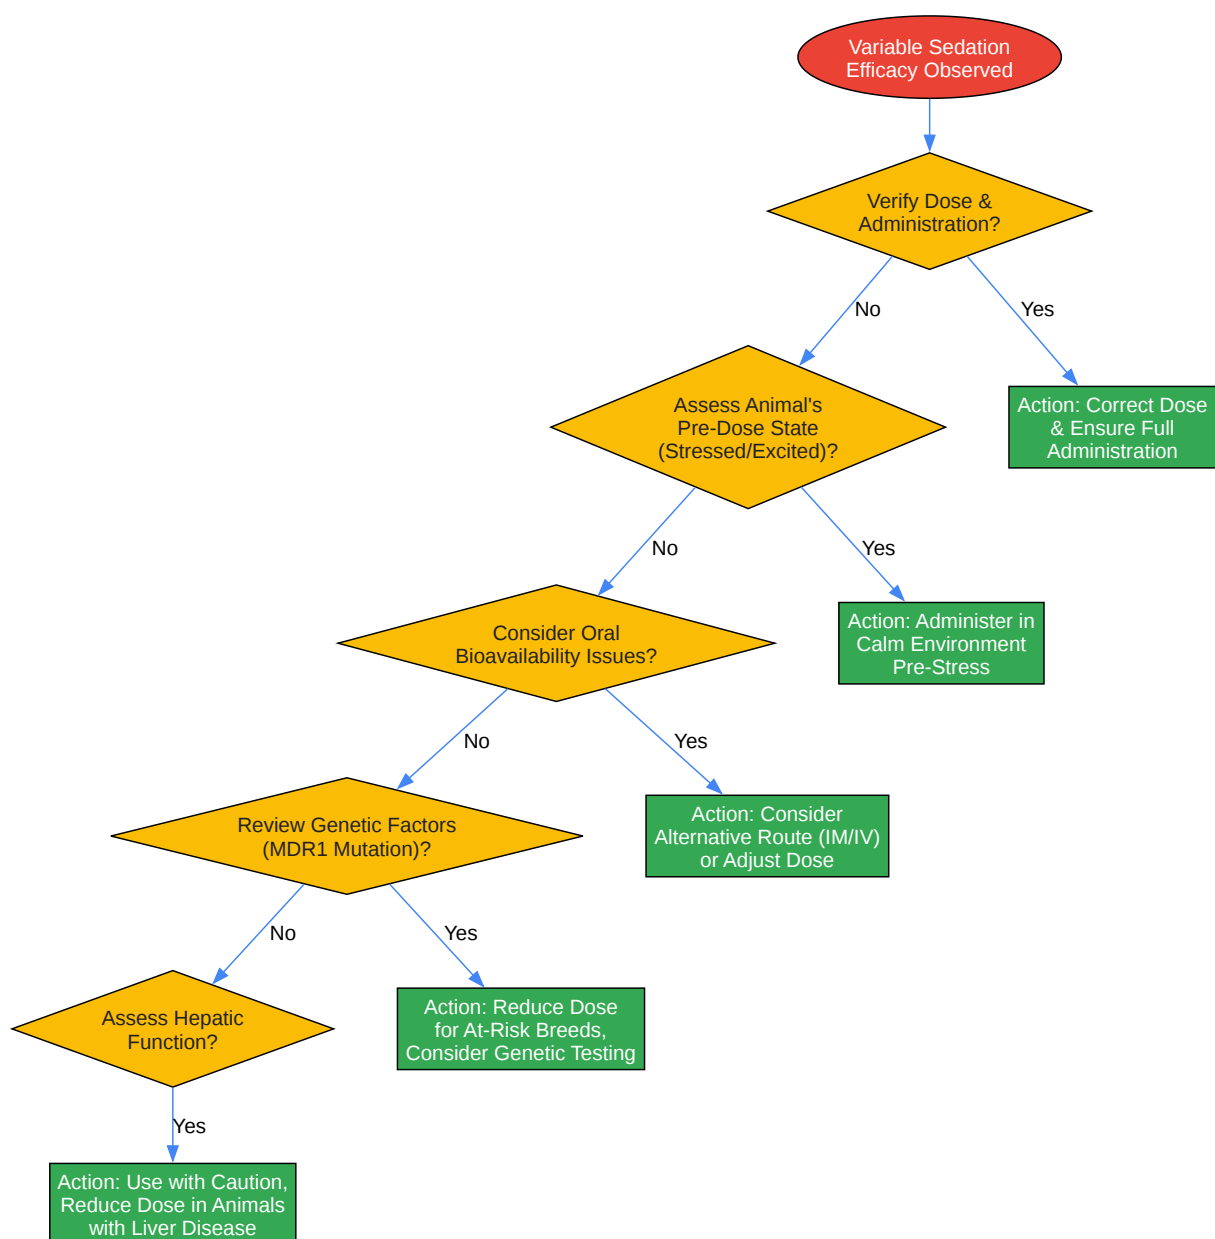 Variable Sedation
Efficacy Observed
Verify Dose &
Administration?
No
Yes
Assess Animal's
Pre-Dose State
(Stressed/Excited)?
Action: Correct Dose
& Ensure Full
Administration
No
Yes
Consider Oral
Bioavailability Issues?
Action: Administer in
Calm Environment
Pre-Stress
No
Yes
Review Genetic Factors
(MDR1 Mutation)?
Action: Consider
Alternative Route (IM/IV)
or Adjust Dose
No
Yes
Assess Hepatic
Function?
Action: Reduce Dose
for At-Risk Breeds,
Consider Genetic Testing
Yes
Action: Use with Caution,
Reduce Dose in Animals
with Liver Disease